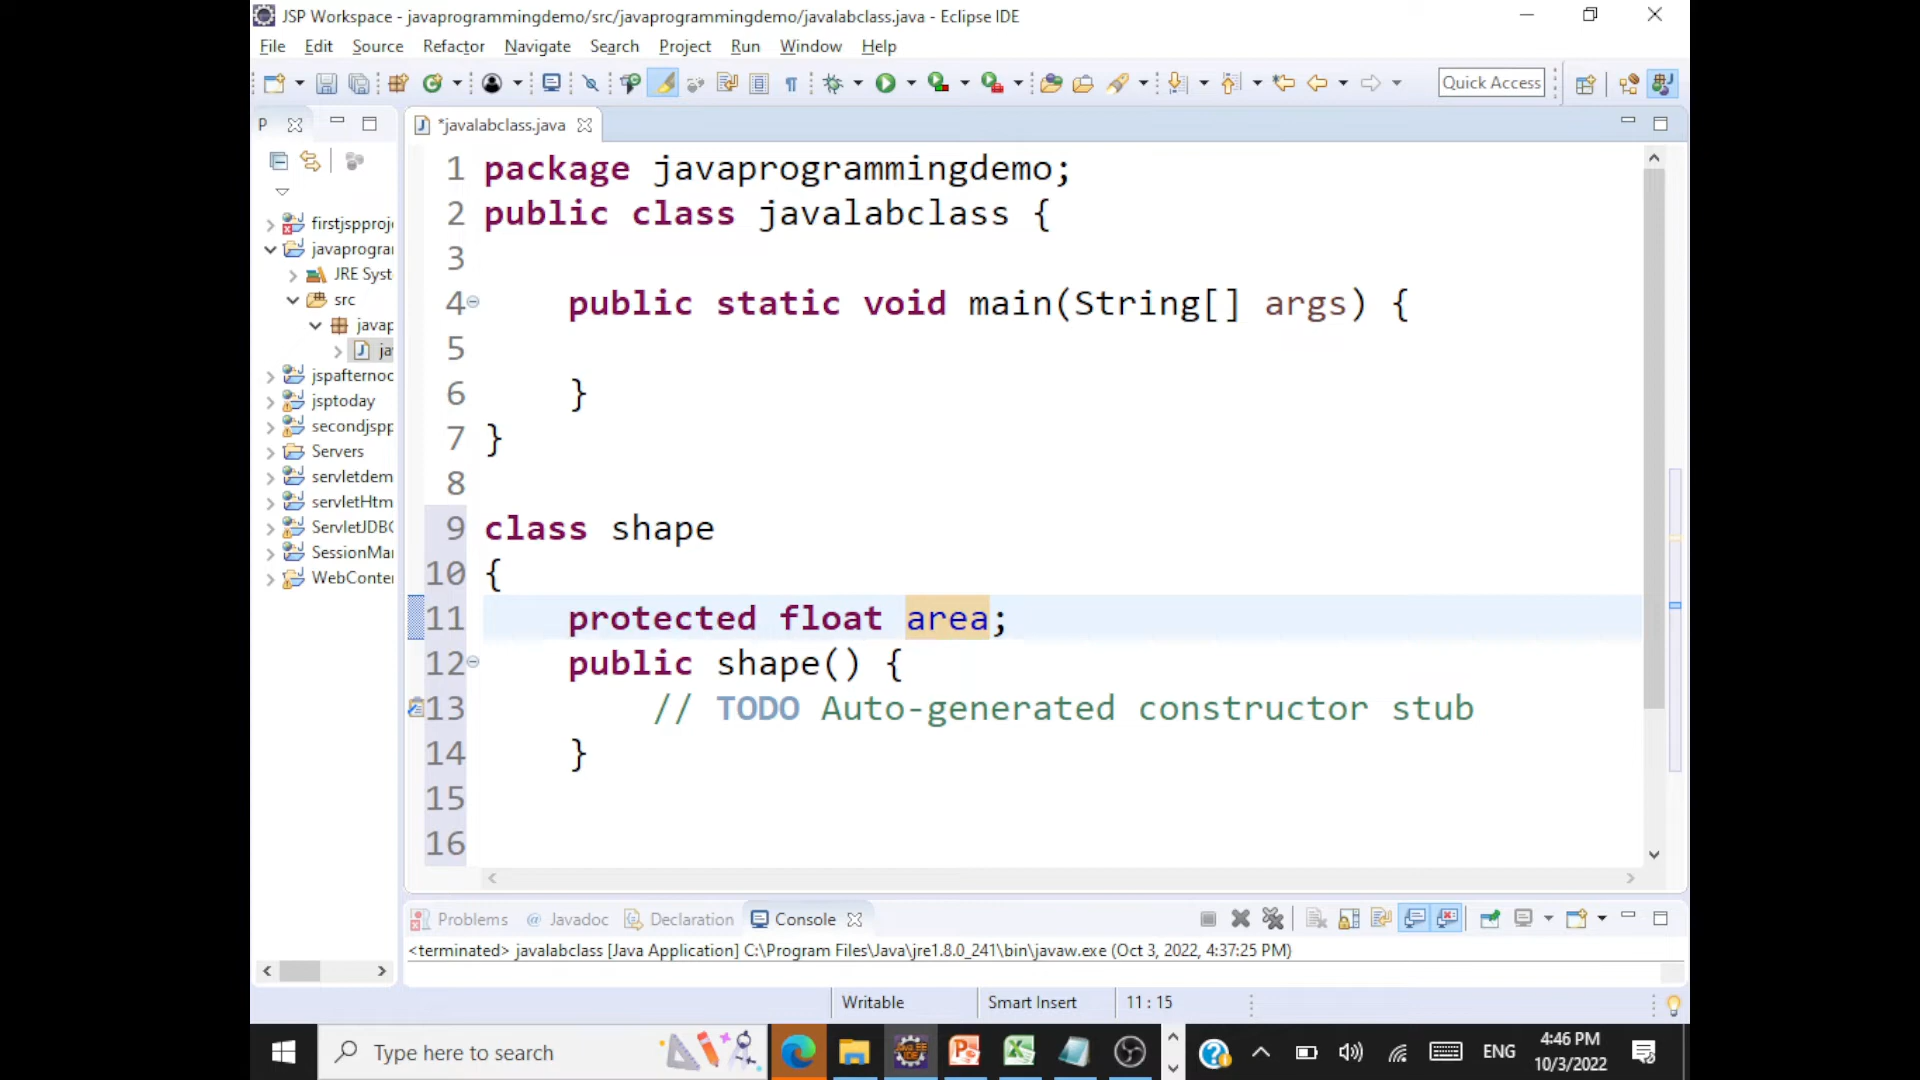 JSP Workspace - javaprogrammingdemo/src/javaprogrammingdemo/javalabclass.java - Eclipse IDE
File Edit Source Refactor Navigate Search Project Run Window Help
Quick Access
P
*javalabclass.java
firstjspproj
javaprograi
JRE Syst
src
javap
ja
jspafternoc
jsptoday
secondjspp
Servers
servletdem
servletHtm
ServletJDBC
SessionMai
WebConter
1 package javaprogrammingdemo;
2 public class javalabclass {
3
4 public static void main(String[] args) {
5
6 }
7 }
8
9 class shape
10 {
11 protected float area;
12 public shape() {
13 // TODO Auto-generated constructor stub
14 }
15
16
Problems @ Javadoc Declaration Console
<terminated> javalabclass [Java Application] C:\Program Files\Java\jre1.8.0_241\bin\javaw.exe (Oct 3, 2022, 4:37:25 PM)
Writable Smart Insert 11 : 15
Type here to search
ENG
4:46 PM
10/3/2022